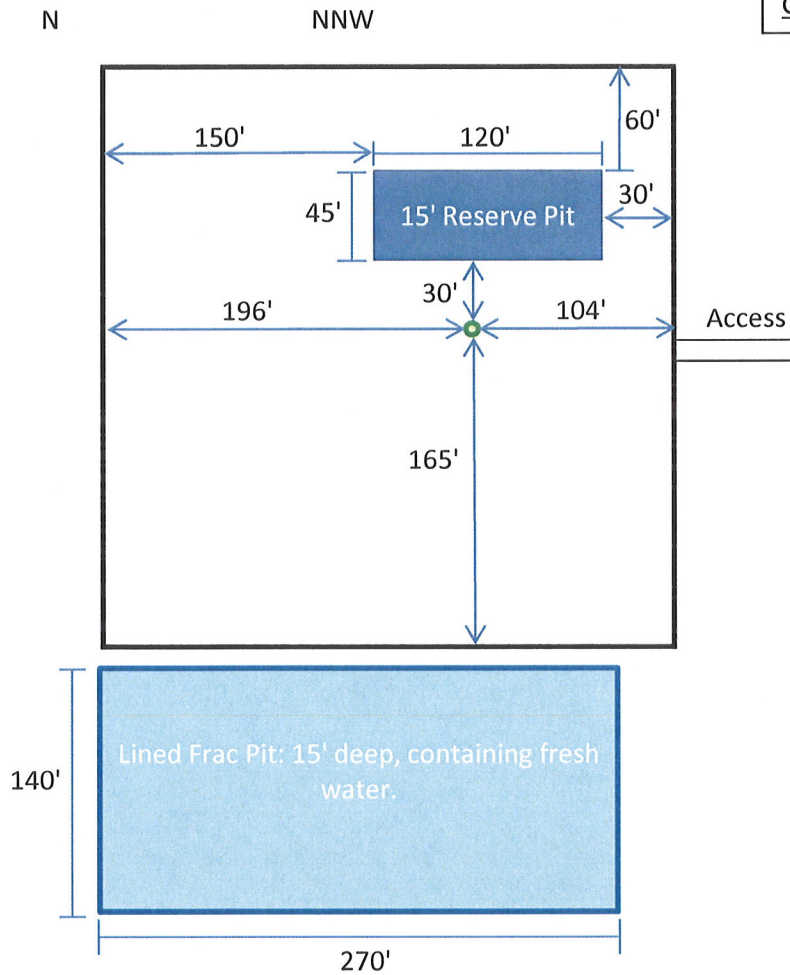 N NNW
60'
150' 120'
30'
45' 15' Reserve Pit
30'
196' 104' Access
165'
Lined Frac Pit: 15' deep, containing fresh
water.
140'
270'